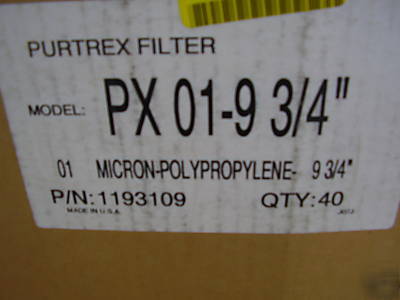 PURTREX FILTER
MODEL: PX 01-9 3/4"
01 MICRON-POLYPROPYLENE- 9 3/4"
P/N: 1193109 QTY: 40
MADE IN U.S.A.